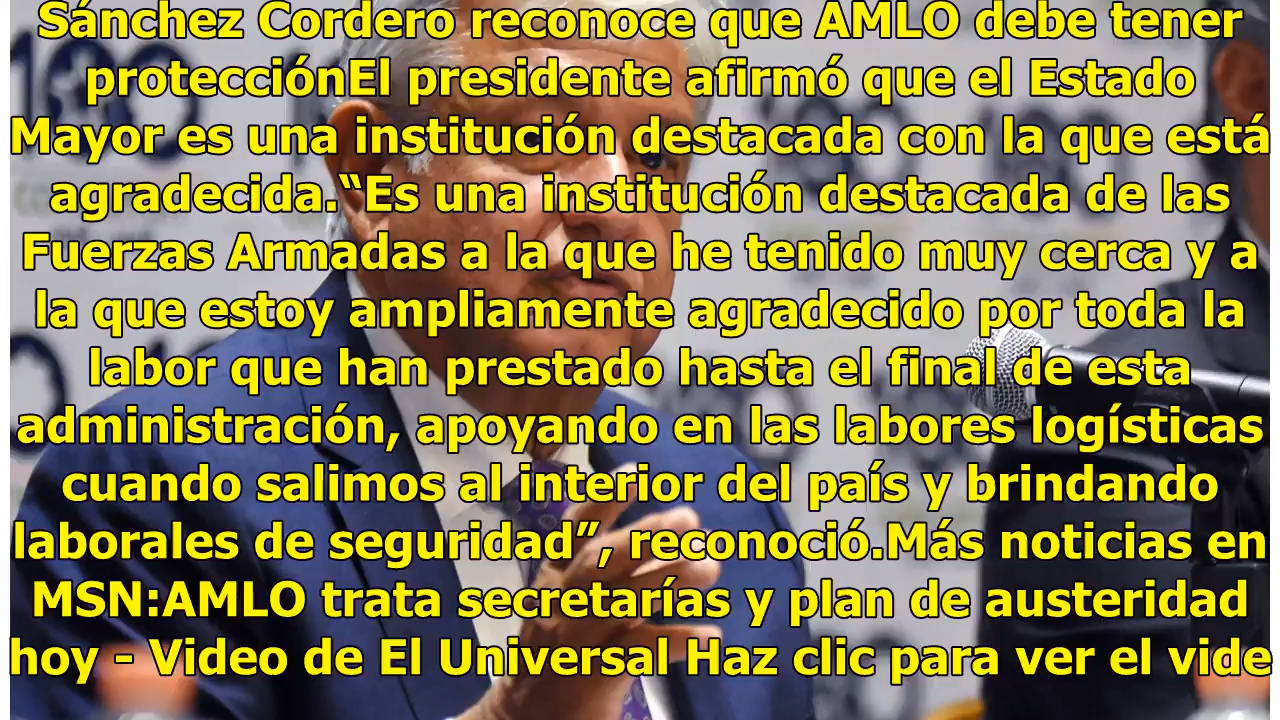 Sánchez Cordero reconoce que AMLO debe tener
protecciónEl presidente afirmó que el Estado
Mayor es una institución destacada con la que está
agradecida.“Es una institución destacada de las
Fuerzas Armadas a la que he tenido muy cerca y a
la que estoy ampliamente agradecido por toda la
labor que han prestado hasta el final de esta
administración, apoyando en las labores logísticas
cuando salimos al interior del país y brindando
laborales de seguridad”, reconoció.Más noticias en
MSN:AMLO trata secretarías y plan de austeridad
hoy - Video de El Universal Haz clic para ver el vide